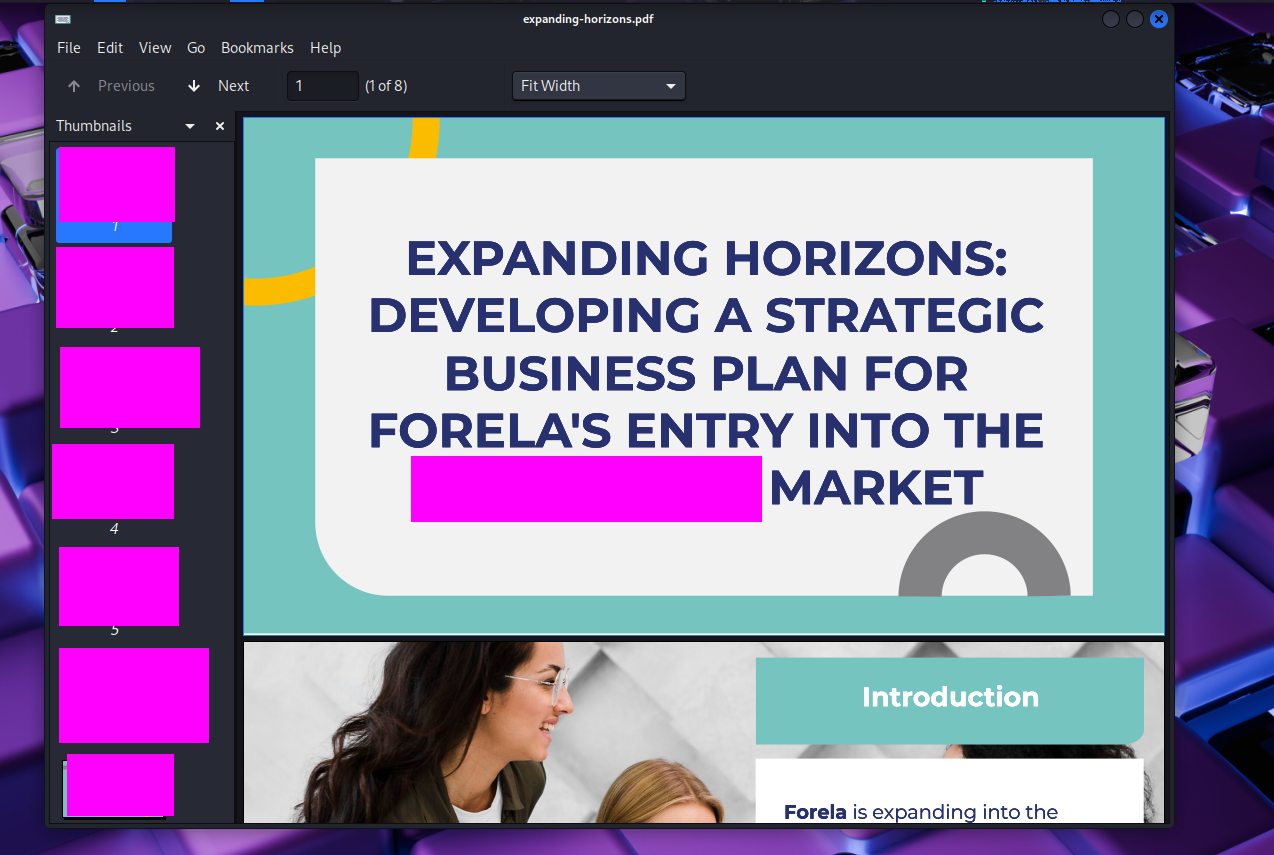 expanding-horizons.pdf
File Edit View Go Bookmarks Help
Previous Next 1 (1 of 8) Fit Width
Thumbnails
1
2
3
4
5
EXPANDING HORIZONS:
DEVELOPING A STRATEGIC
BUSINESS PLAN FOR
FORELA'S ENTRY INTO THE
MARKET
Introduction
Forela is expanding into the